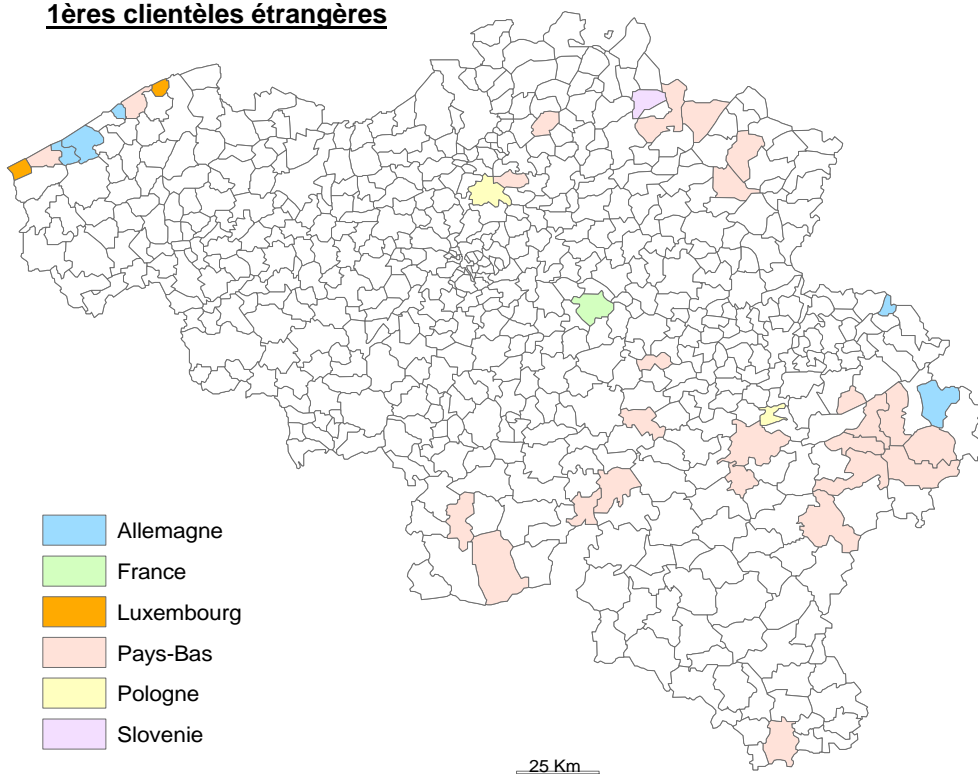 1ères clientèles étrangères
Allemagne
France
Luxembourg
Pays-Bas
Pologne
Slovenie
25 Km